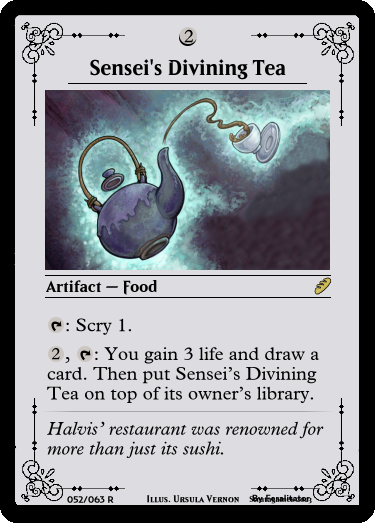 2
Sensei's Divining Tea
Artifact — Food
: Scry 1.
2, : You gain 3 life and draw a
card. Then put Sensei's Divining
Tea on top of its owner's library.
Halvis' restaurant was renowned for
more than just its sushi.
052/063 R Illus. Ursula Vernon By